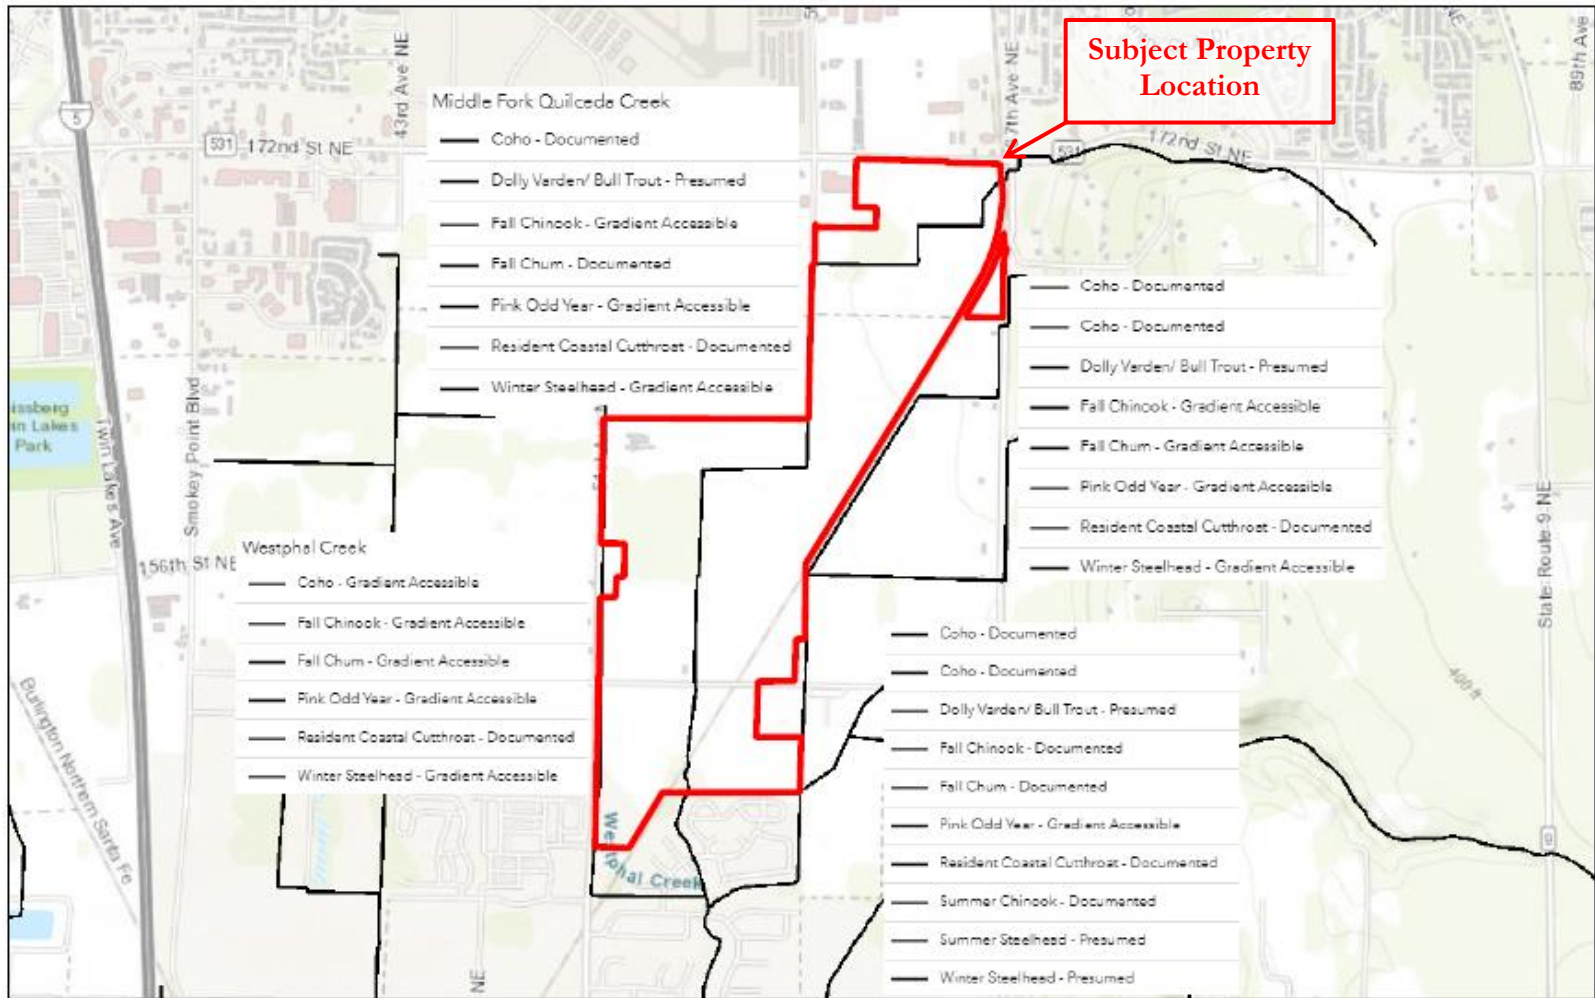 Subject Property
Location
89th Ave
43rd Ave NE
7th Ave NE
NE
5
531
172nd St NE
531
172nd St NE
Middle Fork Quilceda Creek
Coho - Documented
Dolly Varden/ Bull Trout - Presumed
Fall Chinook - Gradient Accessible
Fall Chum - Documented
Pink Odd Year - Gradient Accessible
Resident Coastal Cutthroat - Documented
Winter Steelhead - Gradient Accessible
Coho - Documented
Coho - Documented
Dolly Varden/ Bull Trout - Presumed
Fall Chinook - Gradient Accessible
Fall Chum - Gradient Accessible
Pink Odd Year - Gradient Accessible
Resident Coastal Cutthroat - Documented
Winter Steelhead - Gradient Accessible
issberg
in Lakes
Park
Twin Lakes Ave
Smokey Point Blvd
156th St NE
State Route 9 NE
Westphal Creek
Coho - Gradient Accessible
Fall Chinook - Gradient Accessible
Fall Chum - Gradient Accessible
Pink Odd Year - Gradient Accessible
Resident Coastal Cutthroat - Documented
Winter Steelhead - Gradient Accessible
Coho - Documented
Coho - Documented
Dolly Varden/ Bull Trout - Presumed
Fall Chinook - Documented
Fall Chum - Documented
Pink Odd Year - Gradient Accessible
Resident Coastal Cutthroat - Documented
Summer Chinook - Documented
Summer Steelhead - Presumed
Winter Steelhead - Presumed
400 ft
Burlington Northern Santa Fe
Westphal Creek
9
NE